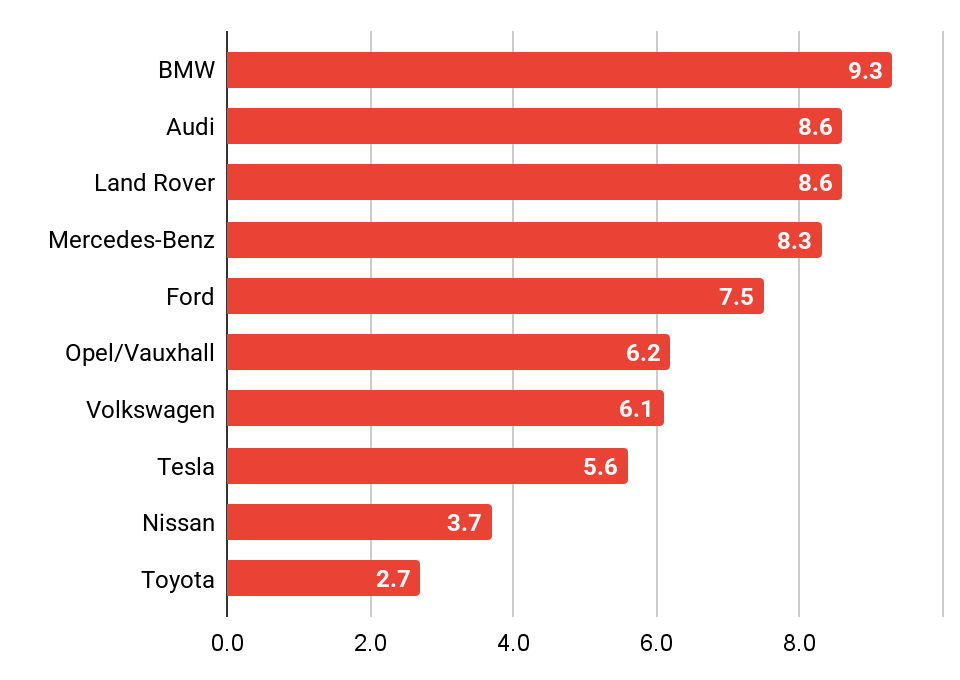 BMW 9.3
Audi 8.6
Land Rover 8.6
Mercedes-Benz 8.3
Ford 7.5
Opel/Vauxhall 6.2
Volkswagen 6.1
Tesla 5.6
Nissan 3.7
Toyota 2.7
0.0 2.0 4.0 6.0 8.0